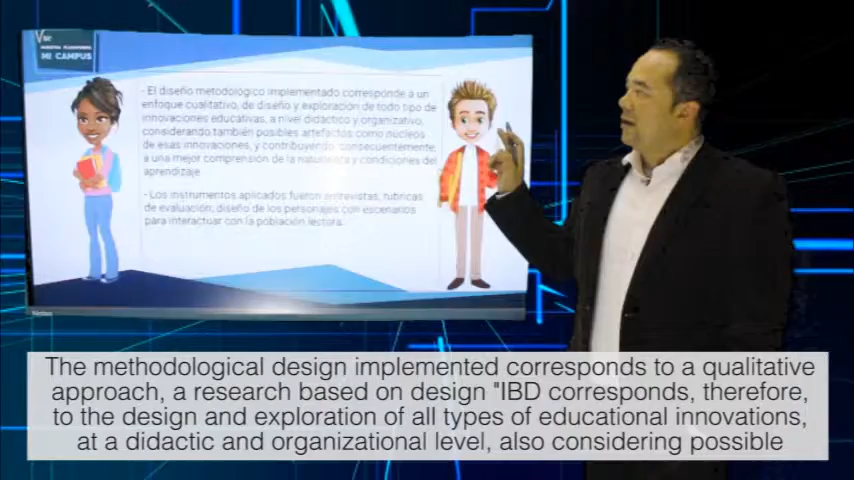 NUESTRA PLATAFORMA
MI CAMPUS
- El diseño metodológico implementado corresponde a un
enfoque cualitativo, de diseño y exploración de todo tipo de
innovaciones educativas, a nivel didáctico y organizativo,
considerando también posibles artefactos como núcleos
de esas innovaciones, y contribuyendo, consecuentemente,
a una mejor comprensión de la naturaleza y condiciones del
aprendizaje.
- Los instrumentos aplicados fueron entrevistas, rúbricas
de evaluación, diseño de los personajes con escenarios
para interactuar con la población lectora.
The methodological design implemented corresponds to a qualitative
approach, a research based on design "IBD corresponds, therefore,
to the design and exploration of all types of educational innovations,
at a didactic and organizational level, also considering possible